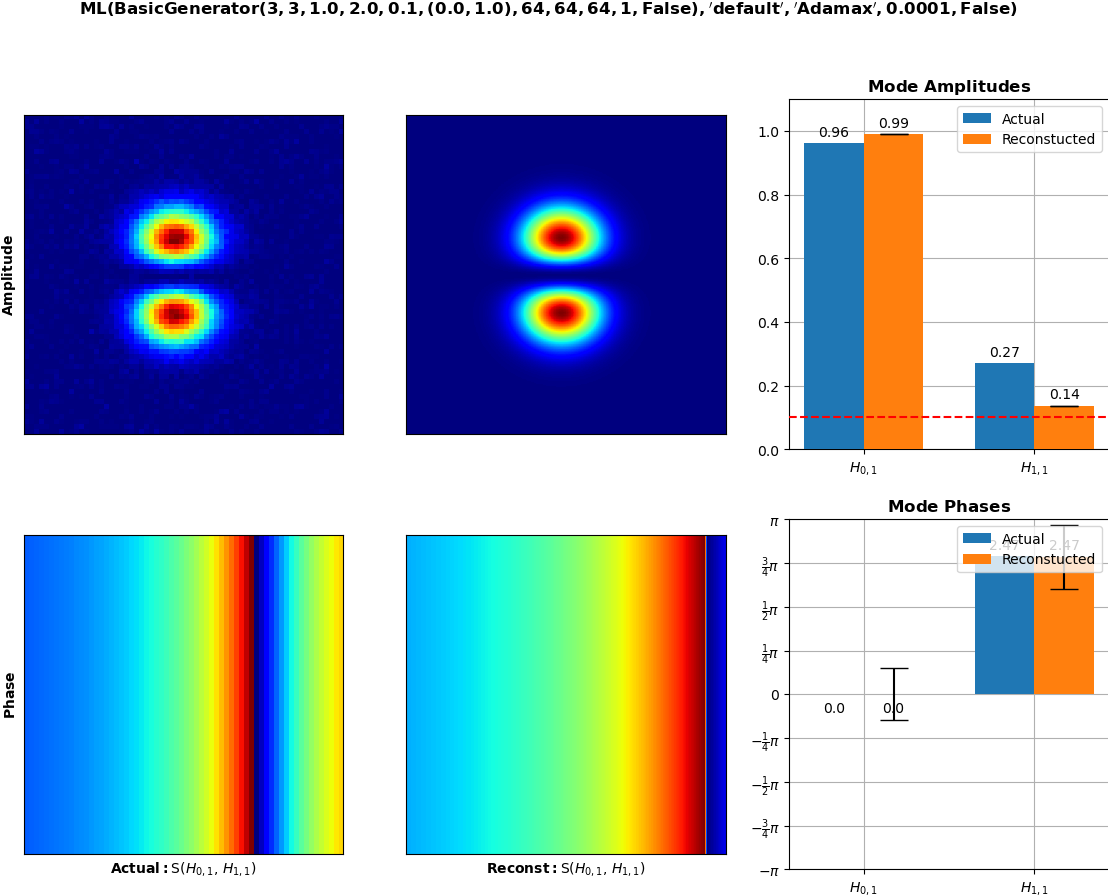 ML(BasicGenerator(3, 3, 1.0, 2.0, 0.1, (0.0, 1.0), 64, 64, 64, 1, False), ′default′, ′Adamax′, 0.0001, False)
Amplitude
Mode Amplitudes
Actual
Reconstucted
0.96
0.99
0.27
0.14
1.0
0.8
0.6
0.4
0.2
0.0
H0,1
H1,1
Phase
Actual: S(H0,1, H1,1)
Reconst: S(H0,1, H1,1)
Mode Phases
Actual
Reconstucted
2.47
2.47
0.0
0.0
π
3/4π
1/2π
1/4π
0
−1/4π
−1/2π
−3/4π
−π
H0,1
H1,1